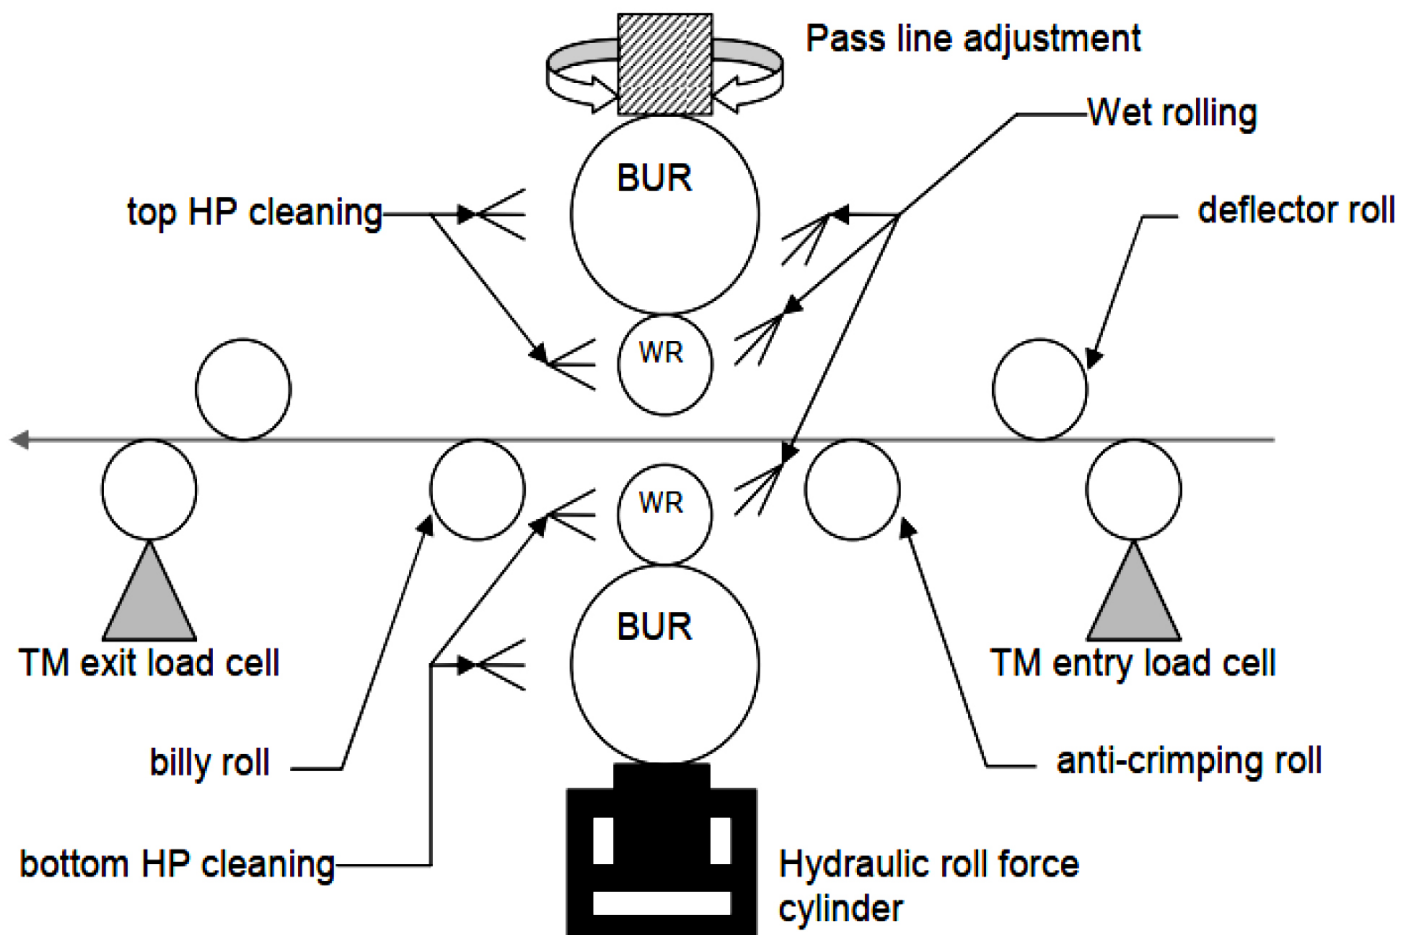 Pass line adjustment
Wet rolling
BUR
top HP cleaning
deflector roll
WR
WR
BUR
TM exit load cell
TM entry load cell
billy roll
anti-crimping roll
bottom HP cleaning
Hydraulic roll force
cylinder